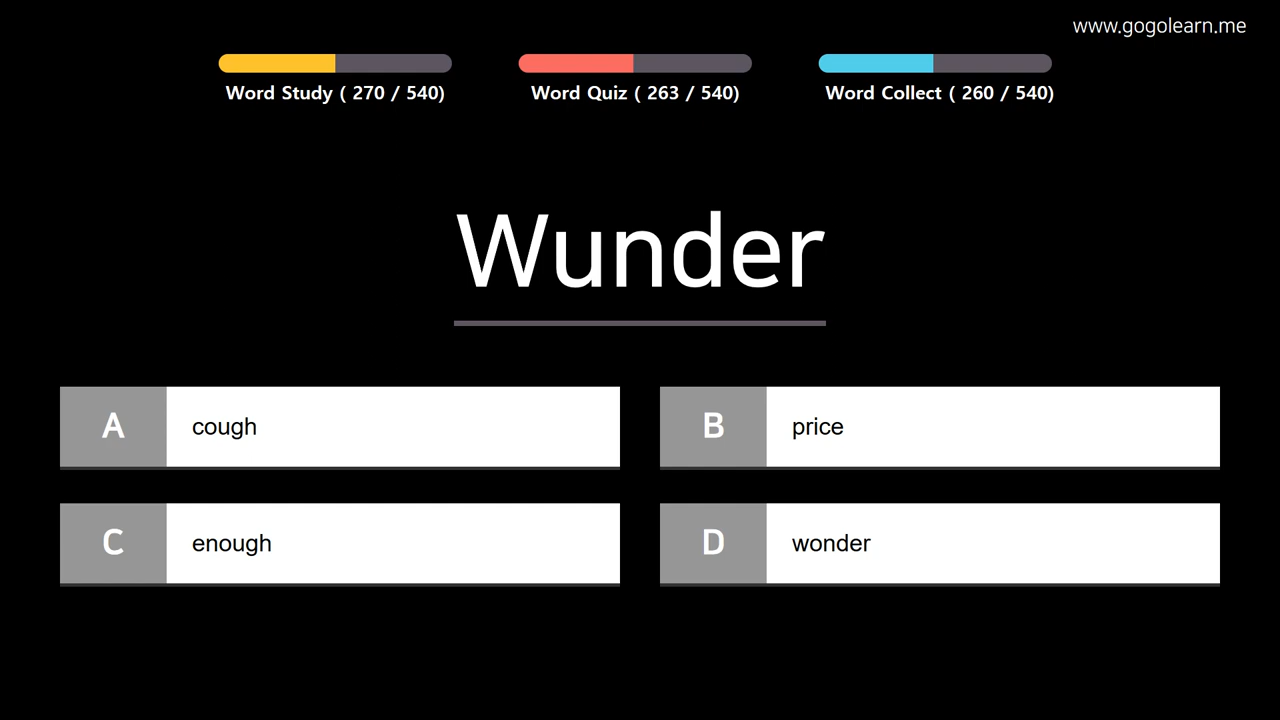 www.gogolearn.me
Word Study ( 270 / 540)
Word Quiz ( 263 / 540)
Word Collect ( 260 / 540)
Wunder
A cough
B price
C enough
D wonder